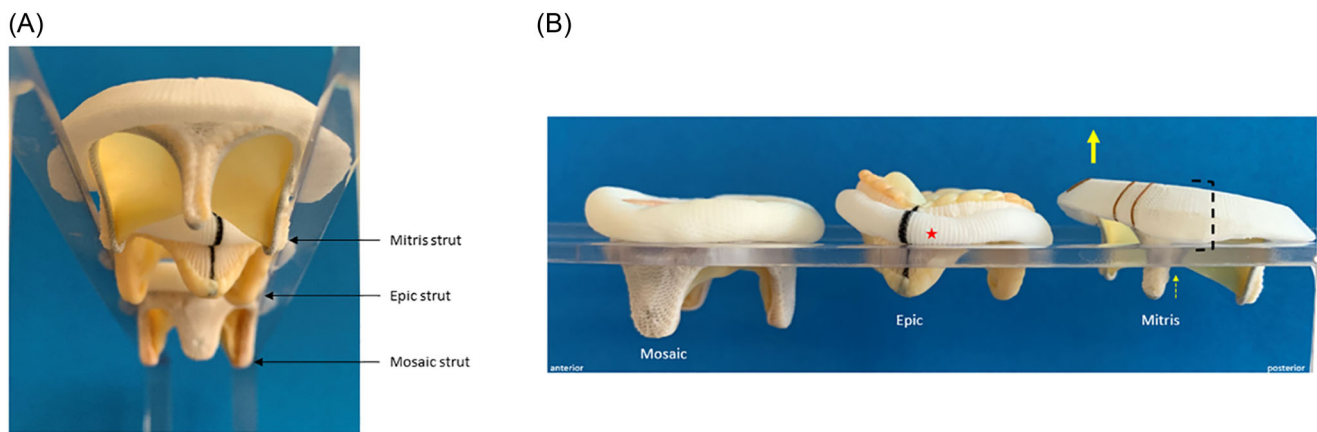 (A)
Mitris strut
Epic strut
Mosaic strut
(B)
Mosaic
Epic
Mitris
anterior
posterior